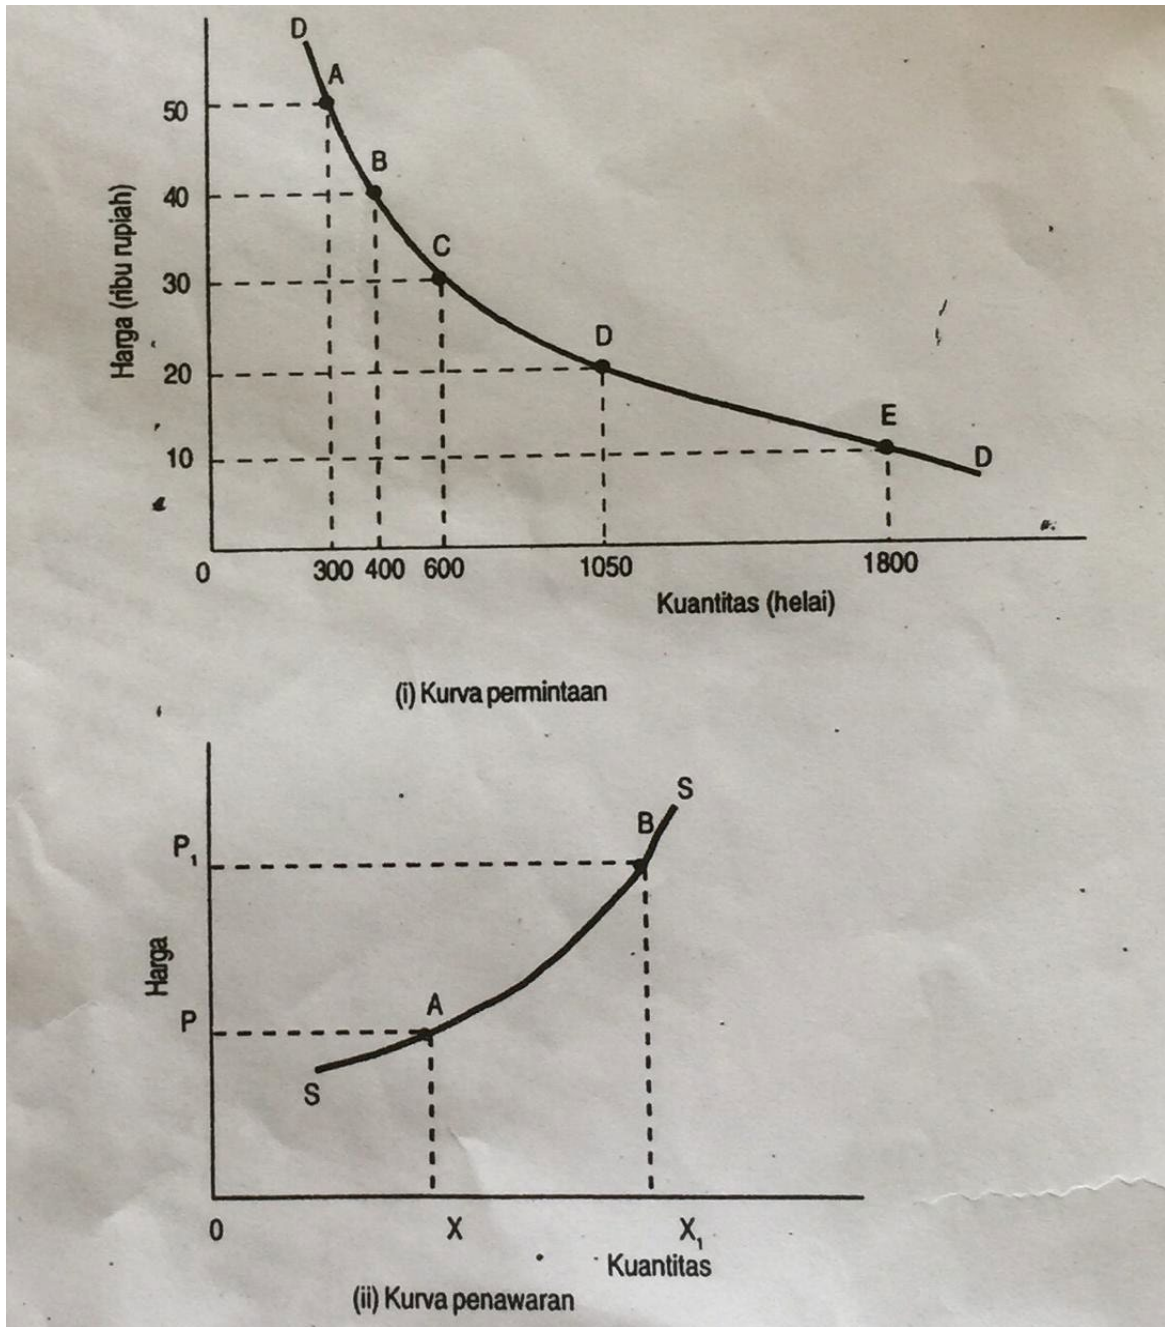 D
A
50
B
40
C
30
D
20
E
10
D
Harga (ribu rupiah)
0 300 400 600 1050 1800
Kuantitas (helai)
(i) Kurva permintaan
S
B
P₁
Harga
A
P
S
0 X X₁
Kuantitas
(ii) Kurva penawaran